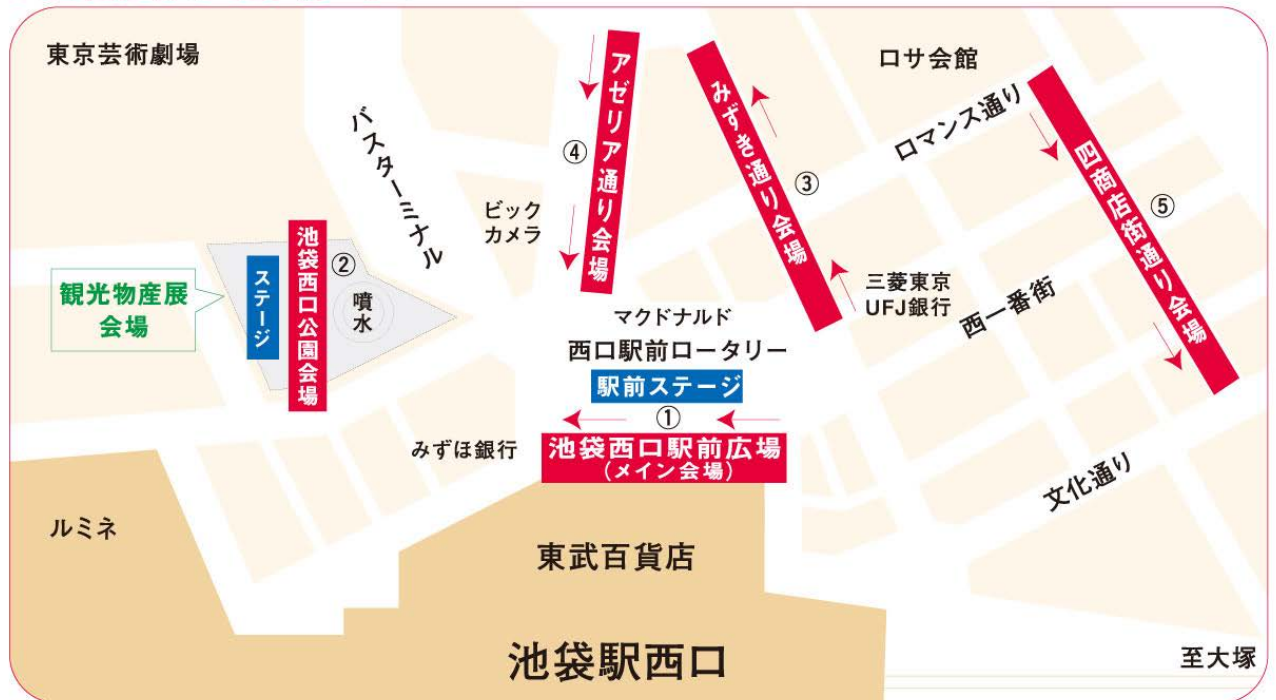 東京芸術劇場
バスターミナル
アゼリア通り会場
④
ビック
カメラ
みずき通り会場
③
ロサ会館
ロマンス通り
四商店街通り会場
⑤
観光物産展
会場
ステージ
池袋西口公園会場
②
噴水
三菱東京
UFJ銀行
西一番街
マクドナルド
西口駅前ロータリー
駅前ステージ
①
みずほ銀行
池袋西口駅前広場
(メイン会場)
文化通り
ルミネ
東武百貨店
池袋駅西口
至大塚